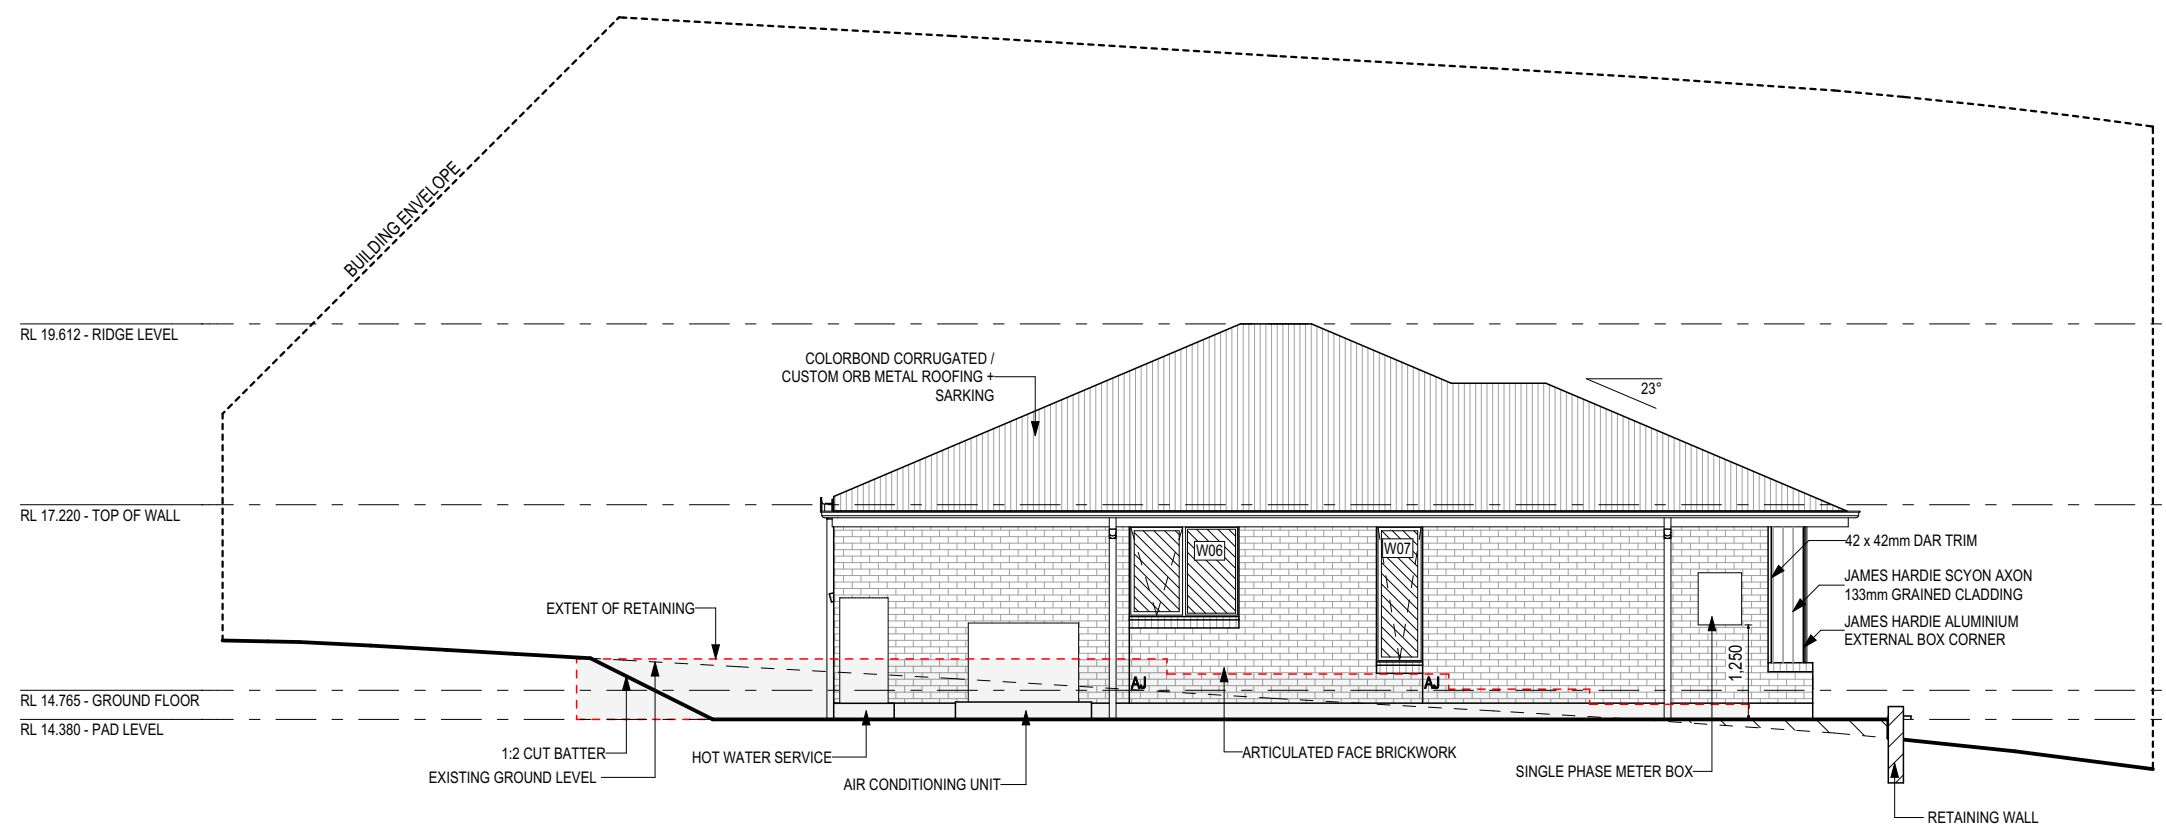 BUILDING ENVELOPE
RL 19.612 - RIDGE LEVEL
COLORBOND CORRUGATED /
CUSTOM ORB METAL ROOFING +
SARKING
23°
RL 17.220 - TOP OF WALL
W06
W07
42 x 42mm DAR TRIM
JAMES HARDIE SCYON AXON
133mm GRAINED CLADDING
JAMES HARDIE ALUMINIUM
EXTERNAL BOX CORNER
EXTENT OF RETAINING
1,250
AJ
AJ
RL 14.765 - GROUND FLOOR
RL 14.380 - PAD LEVEL
1:2 CUT BATTER
EXISTING GROUND LEVEL
HOT WATER SERVICE
AIR CONDITIONING UNIT
ARTICULATED FACE BRICKWORK
SINGLE PHASE METER BOX
RETAINING WALL